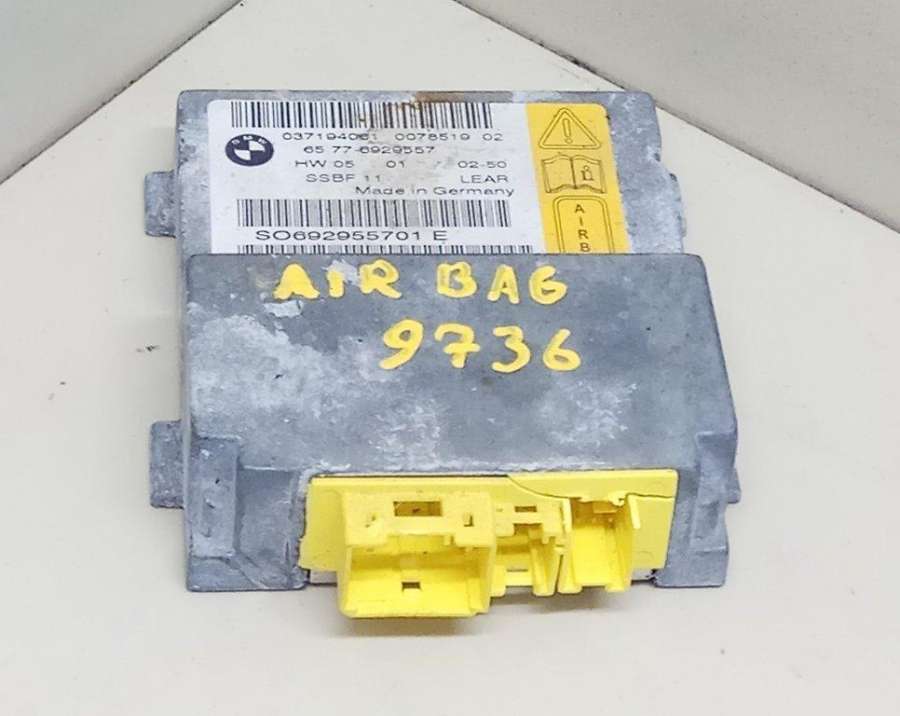 037194061 0078519 02
65 77-6929557
HW 05 01 02-50
SSBF 11 LEAR
Made in Germany
SO692955701 E
AIRB
AIR BAG
9736